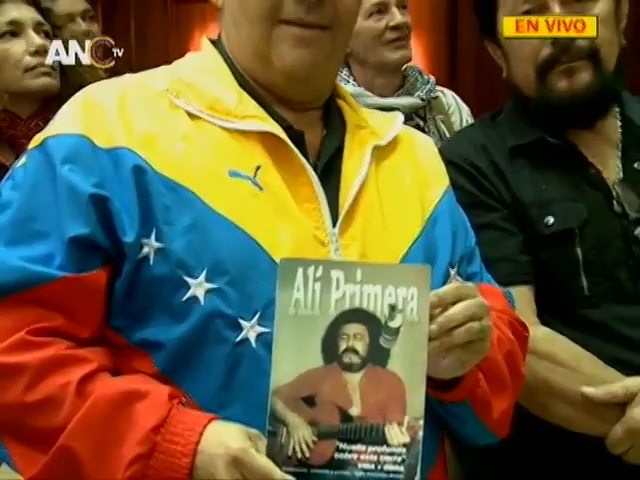 ANC TV
EN VIVO
Alí Primera
"Huella profunda
sobre esta tierra"
VIDA Y OBRA